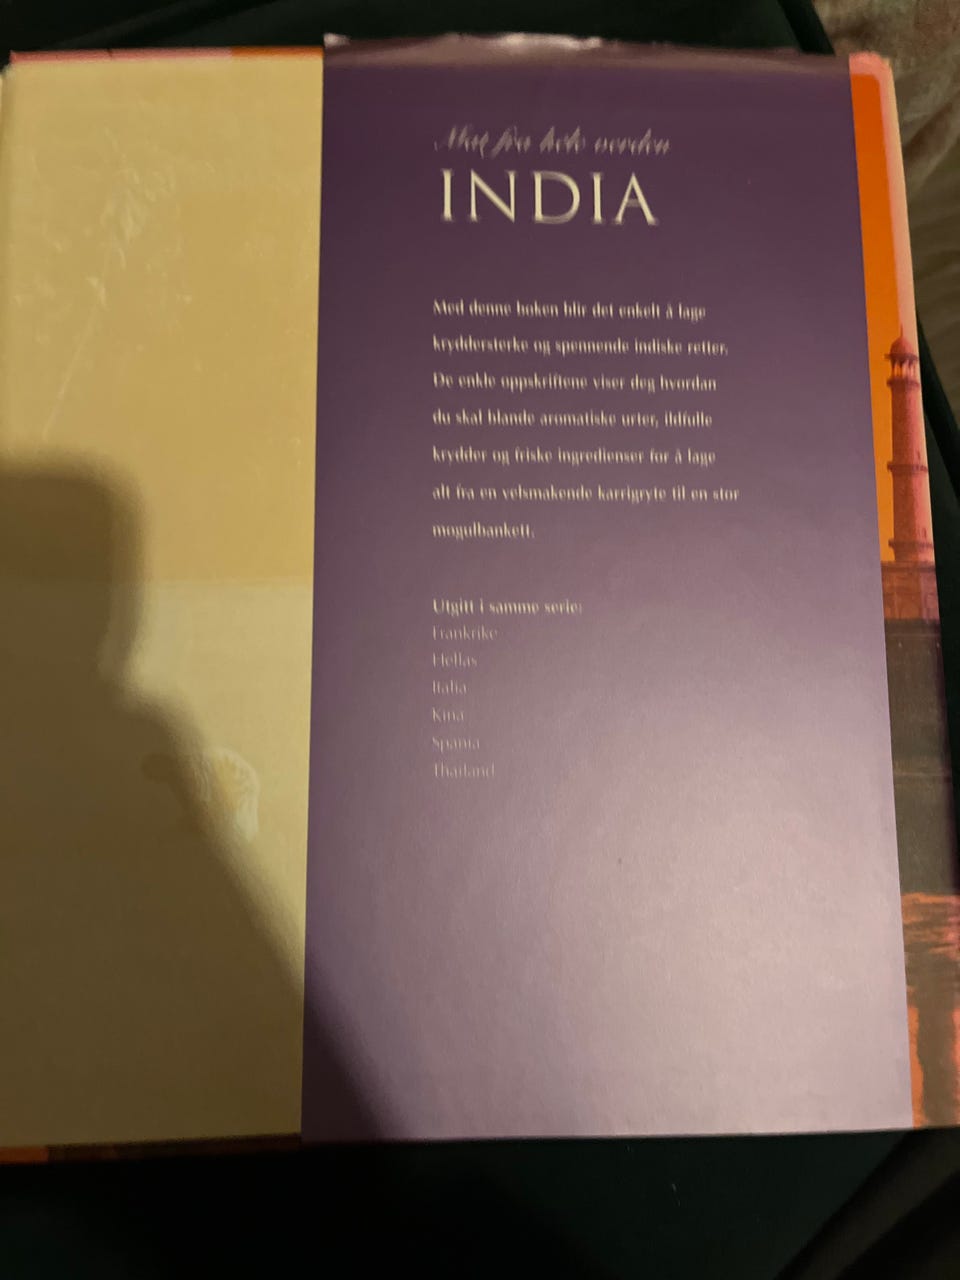 Mat fra hele verden
INDIA
Med denne boken blir det enkelt å lage
kryddersterke og spennende indiske retter.
De enkle oppskriftene viser deg hvordan
du skal blande aromatiske urter, ildfulle
krydder og friske ingredienser for å lage
alt fra en velsmakende karrigryte til en stor
mogulbankett.
Utgitt i samme serie:
Frankrike
Hellas
Italia
Kina
Spania
Thailand